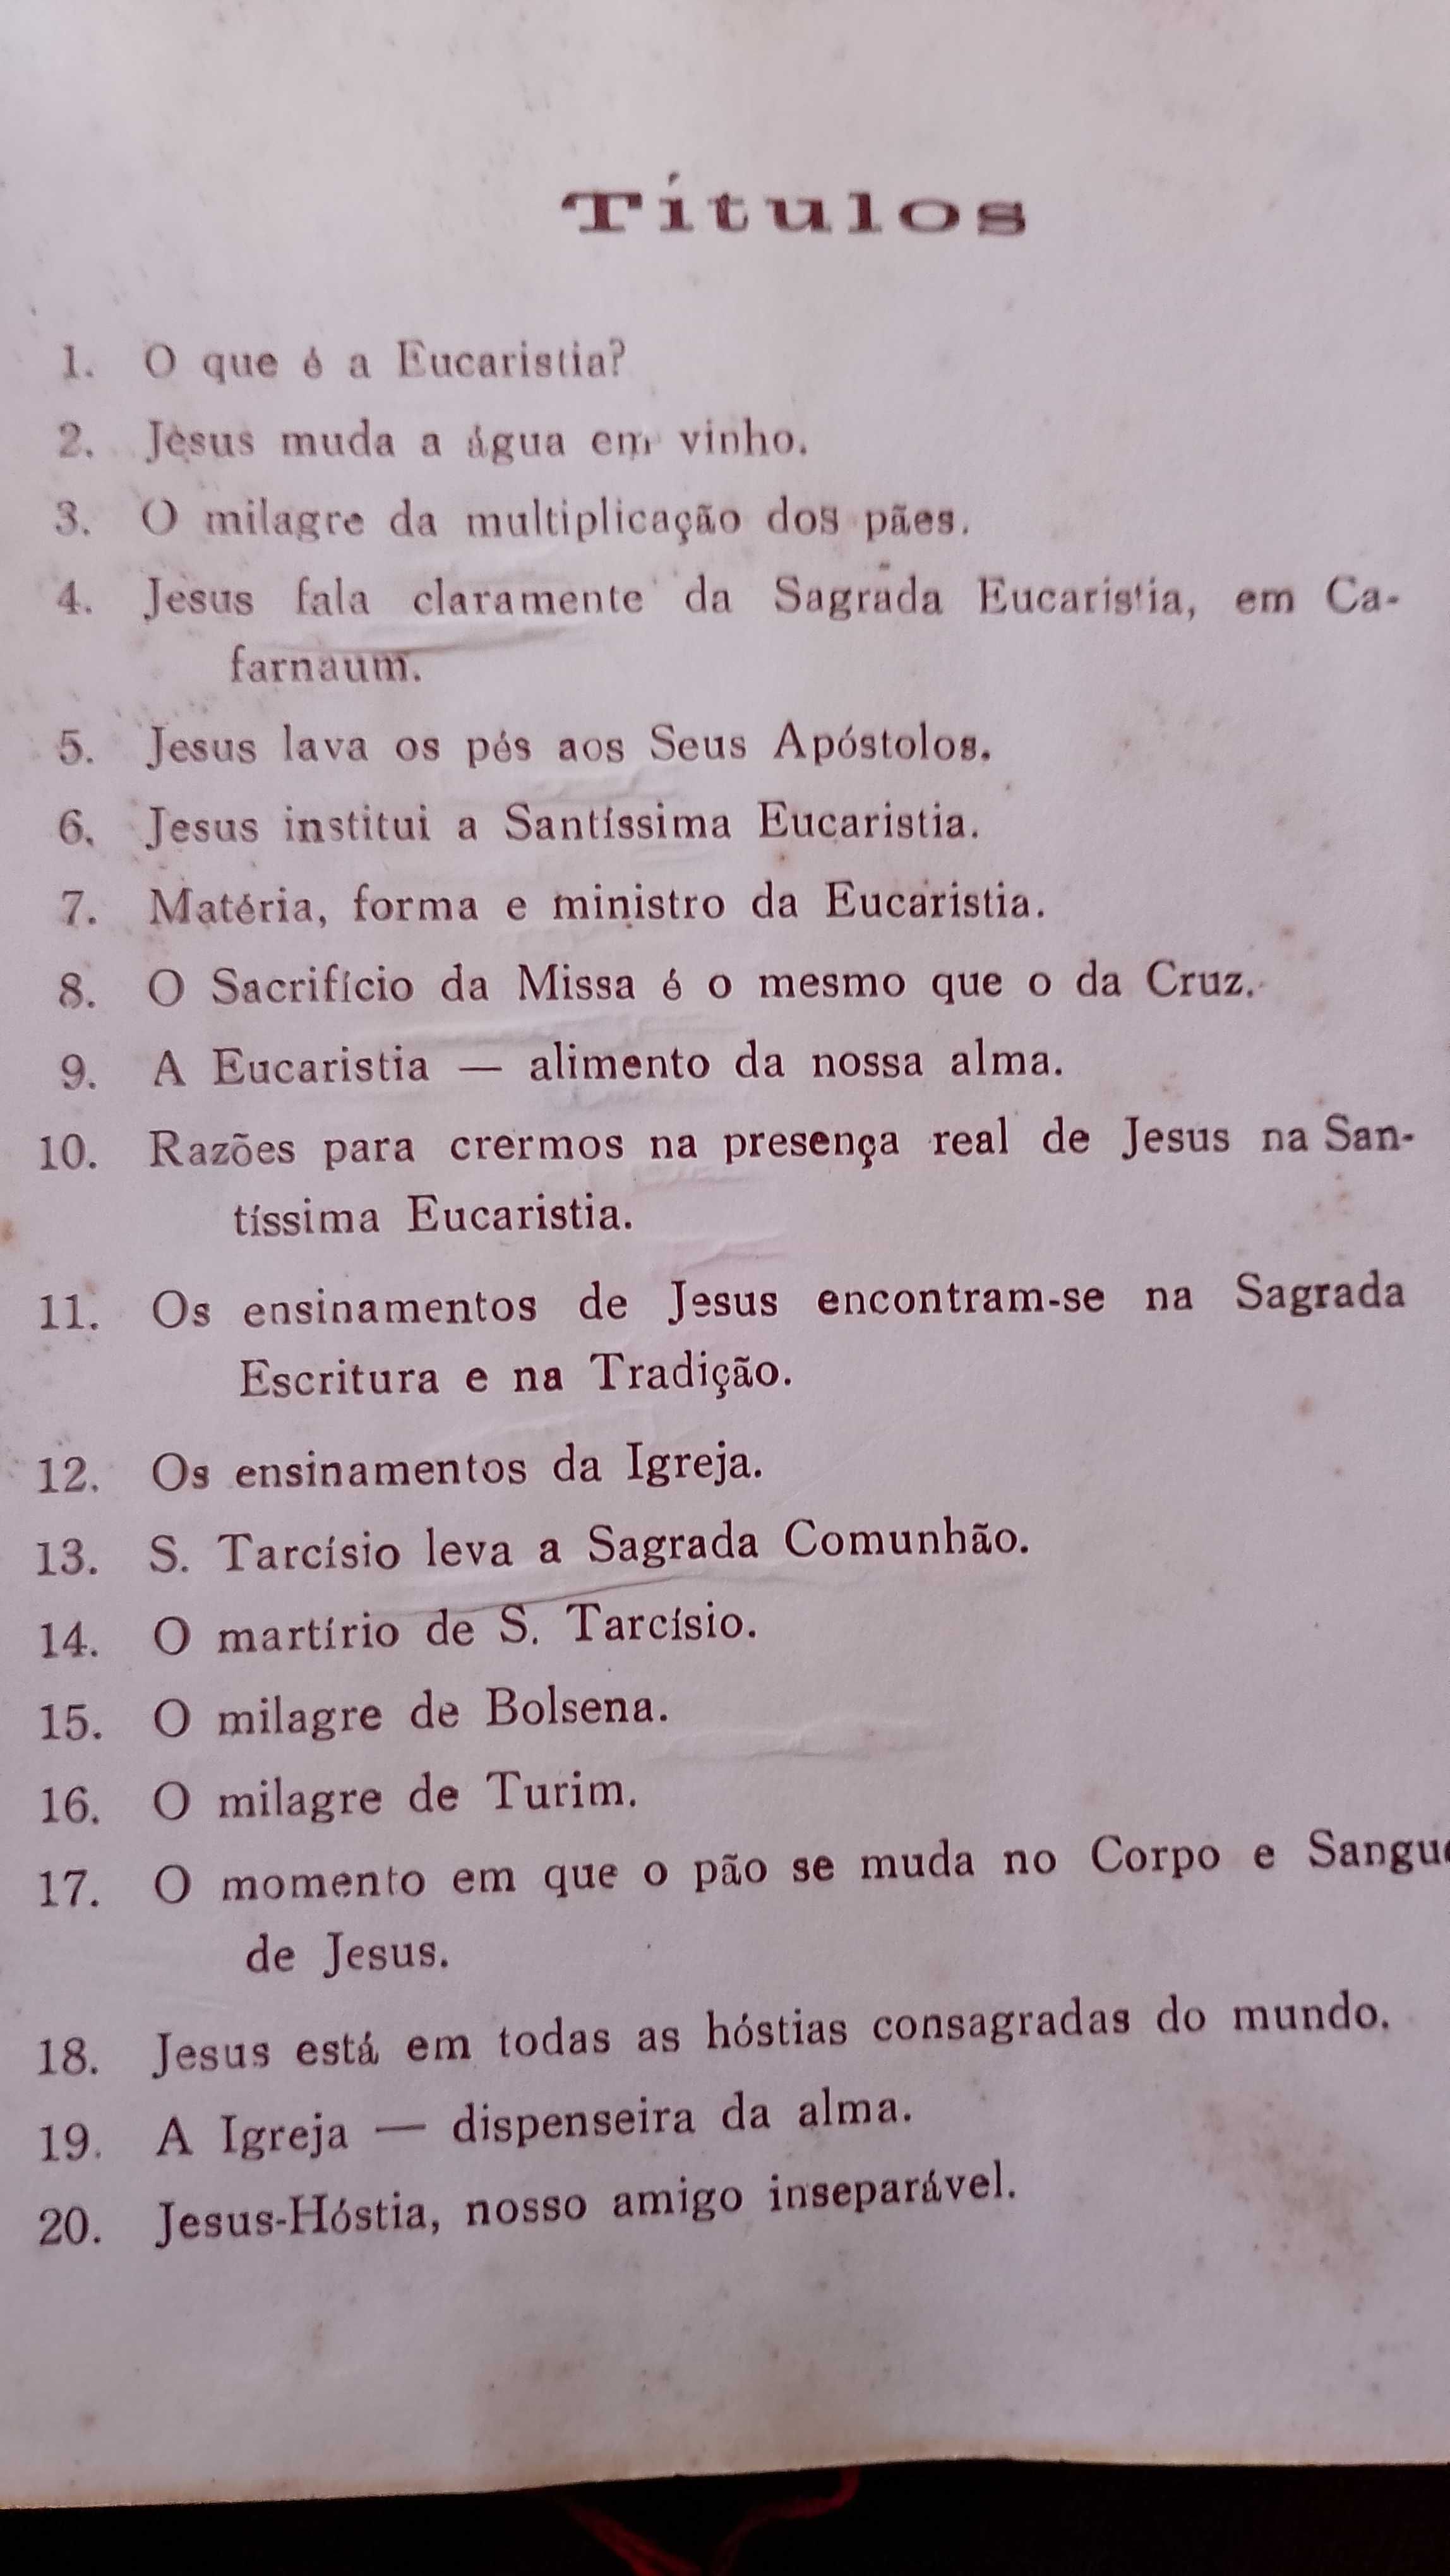 Títulos
1. O que é a Eucaristia?
2. Jesus muda a água em vinho.
3. O milagre da multiplicação dos pães.
4. Jesus fala claramente da Sagrada Eucaristia, em Ca-
farnaum.
5. Jesus lava os pés aos Seus Apóstolos.
6. Jesus institui a Santíssima Eucaristia.
7. Matéria, forma e ministro da Eucaristia.
8. O Sacrifício da Missa é o mesmo que o da Cruz.
9. A Eucaristia — alimento da nossa alma.
10. Razões para crermos na presença real de Jesus na San-
tíssima Eucaristia.
11. Os ensinamentos de Jesus encontram-se na Sagrada
Escritura e na Tradição.
12. Os ensinamentos da Igreja.
13. S. Tarcísio leva a Sagrada Comunhão.
14. O martírio de S. Tarcísio.
15. O milagre de Bolsena.
16. O milagre de Turim.
17. O momento em que o pão se muda no Corpo e Sangue
de Jesus.
18. Jesus está em todas as hóstias consagradas do mundo.
19. A Igreja — dispenseira da alma.
20. Jesus-Hóstia, nosso amigo inseparável.